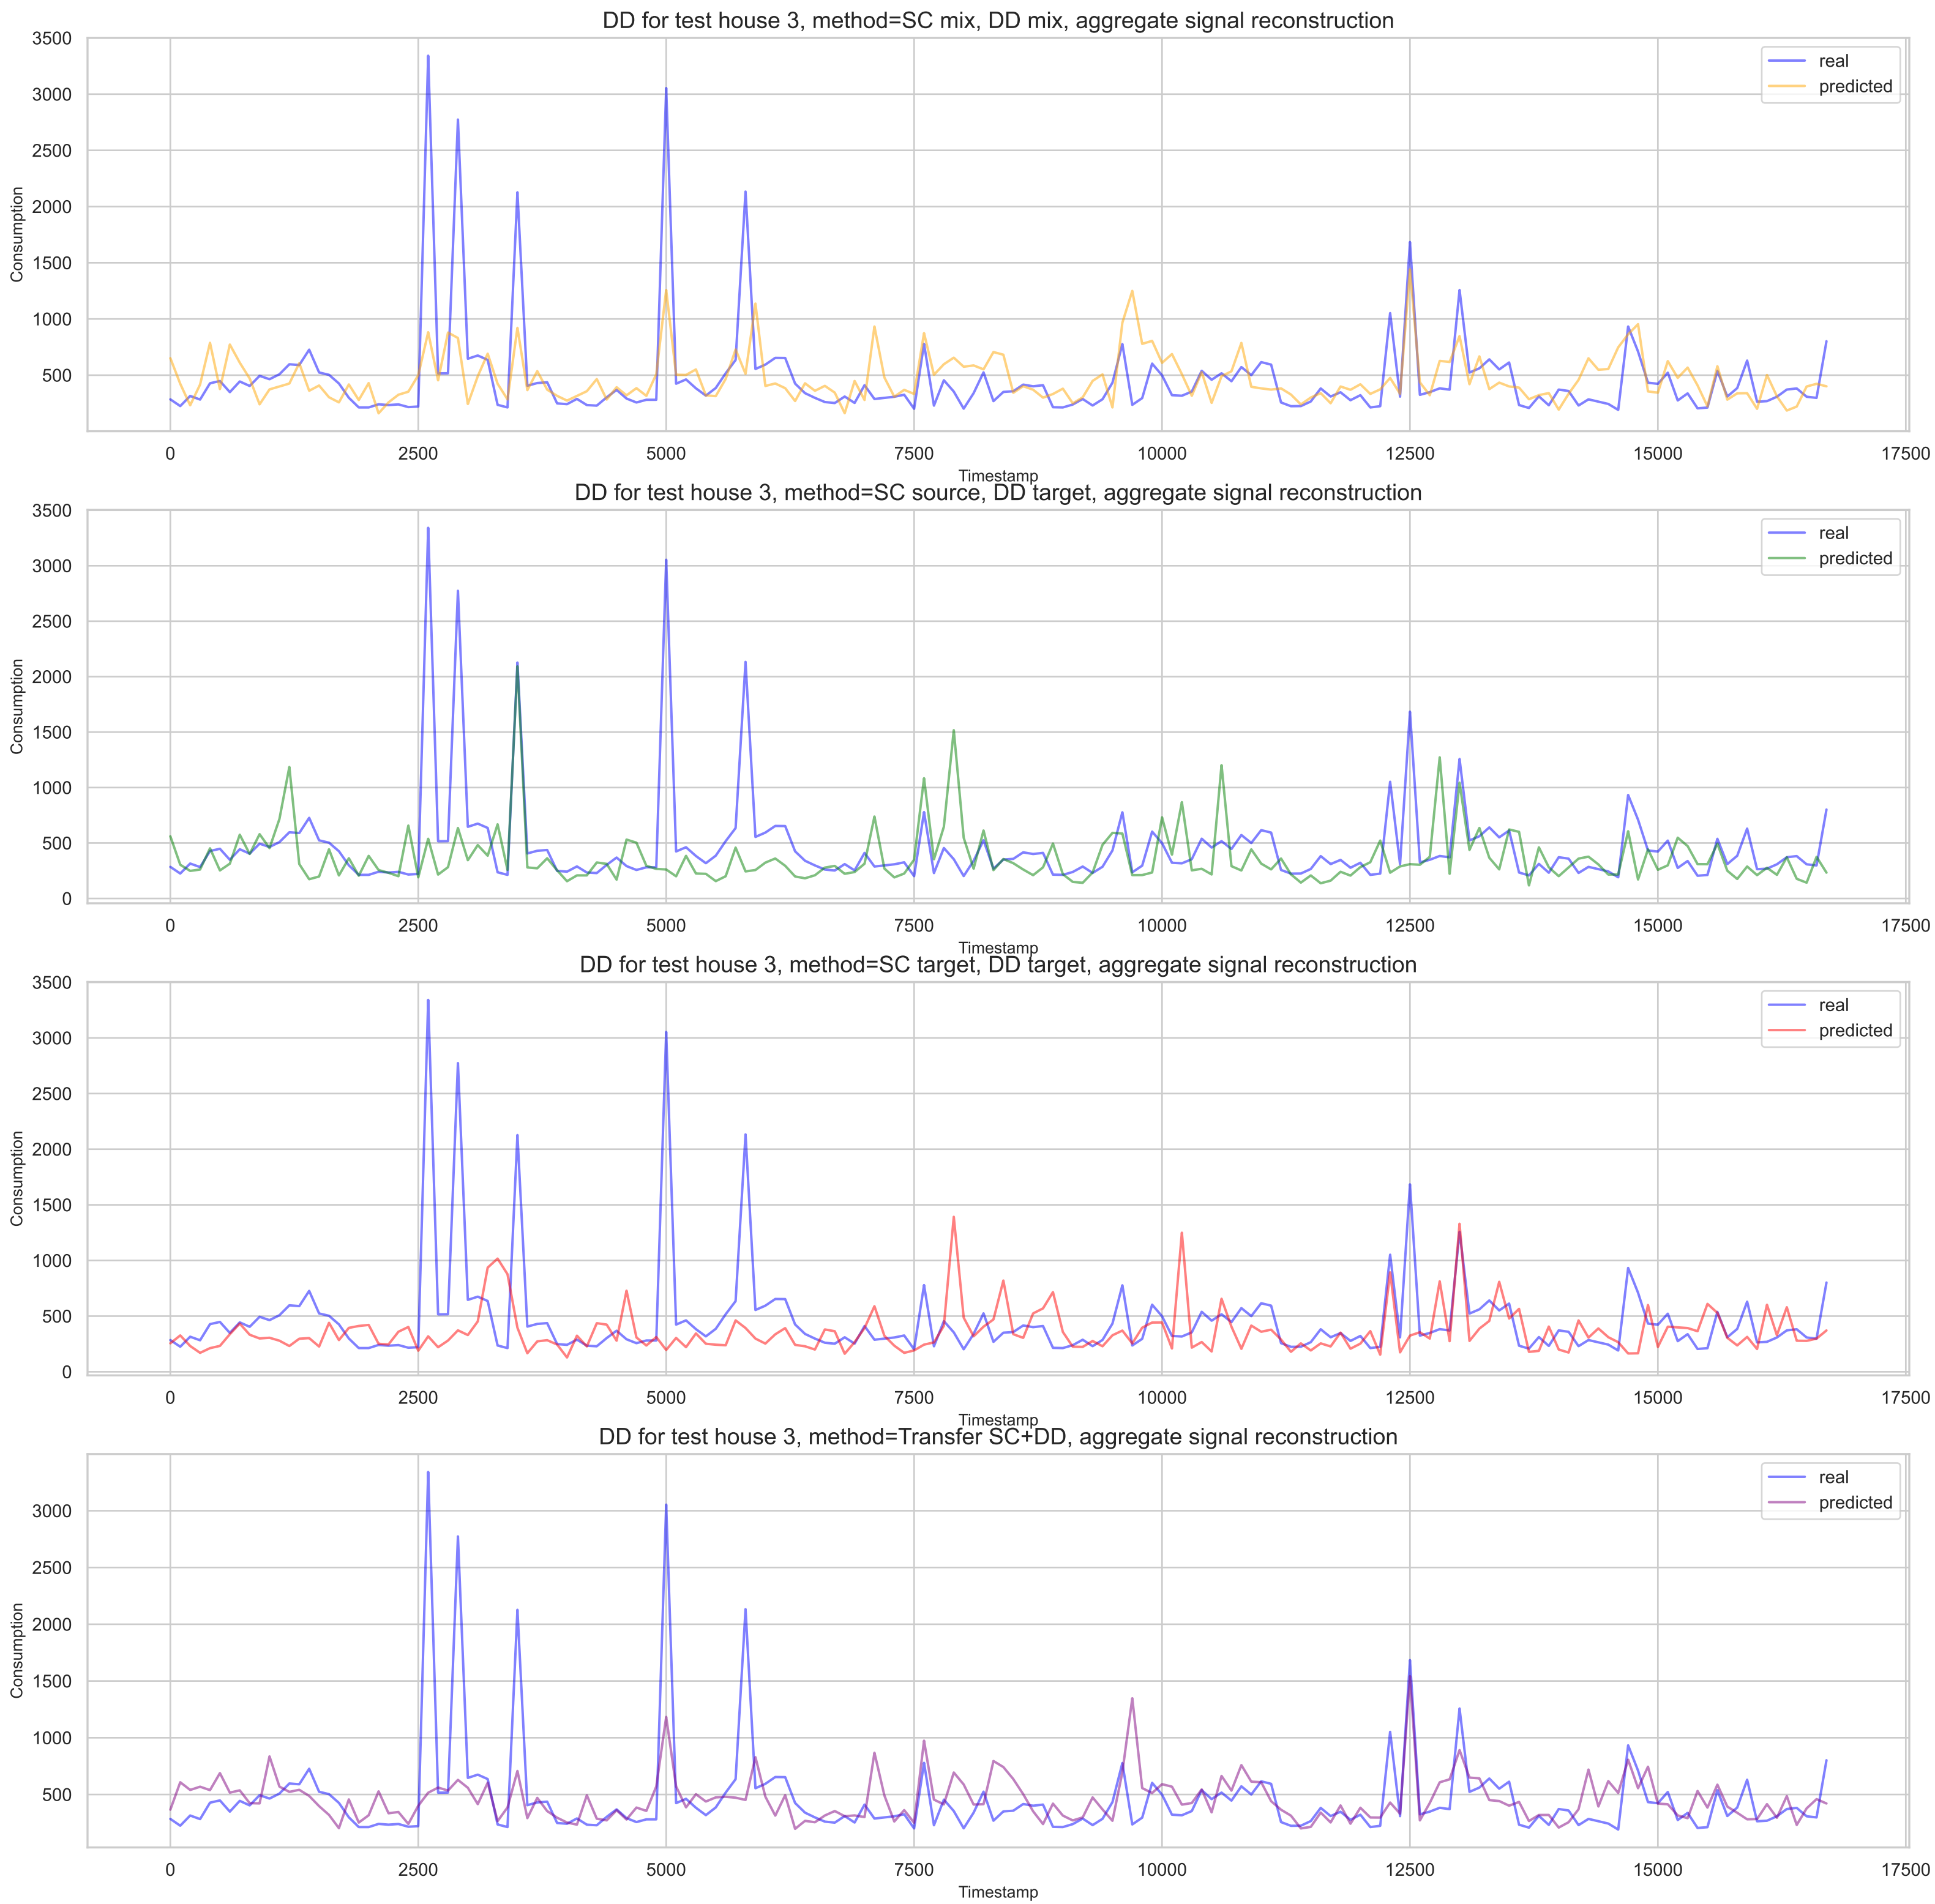 DD for test house 3, method=SC mix, DD mix, aggregate signal reconstruction
3500
3000
2500
2000
1500
1000
500
Consumption
real
predicted
0 2500 5000 7500 10000 12500 15000 17500
Timestamp
DD for test house 3, method=SC source, DD target, aggregate signal reconstruction
3500
3000
2500
2000
1500
1000
500
0
Consumption
real
predicted
0 2500 5000 7500 10000 12500 15000 17500
Timestamp
DD for test house 3, method=SC target, DD target, aggregate signal reconstruction
3500
3000
2500
2000
1500
1000
500
0
Consumption
real
predicted
0 2500 5000 7500 10000 12500 15000 17500
Timestamp
DD for test house 3, method=Transfer SC+DD, aggregate signal reconstruction
3000
2500
2000
1500
1000
500
Consumption
real
predicted
0 2500 5000 7500 10000 12500 15000 17500
Timestamp